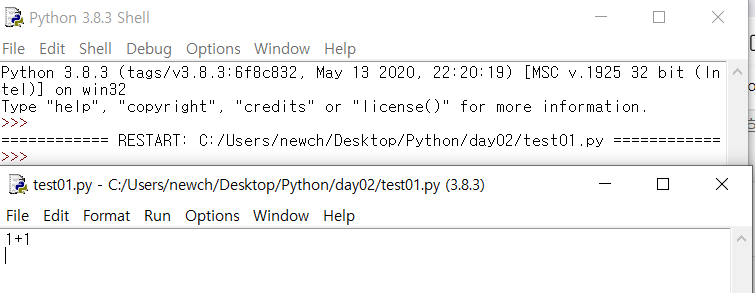 Python 3.8.3 Shell
File Edit Shell Debug Options Window Help
Python 3.8.3 (tags/v3.8.3:6f8c832, May 13 2020, 22:20:19) [MSC v.1925 32 bit (In
tel)] on win32
Type "help", "copyright", "credits" or "license()" for more information.
>>>
============ RESTART: C:/Users/newch/Desktop/Python/day02/test01.py ============
>>>
test01.py - C:/Users/newch/Desktop/Python/day02/test01.py (3.8.3)
File Edit Format Run Options Window Help
1+1